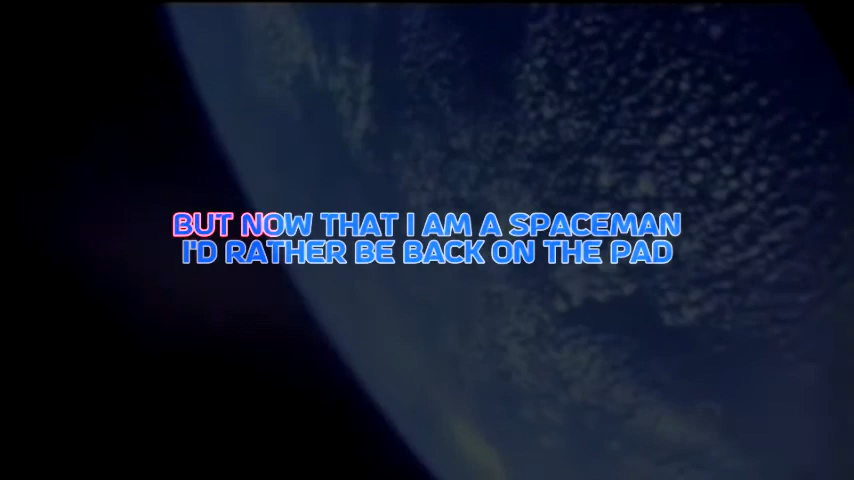 BUT NOW THAT I AM A SPACEMAN
I'D RATHER BE BACK ON THE PAD